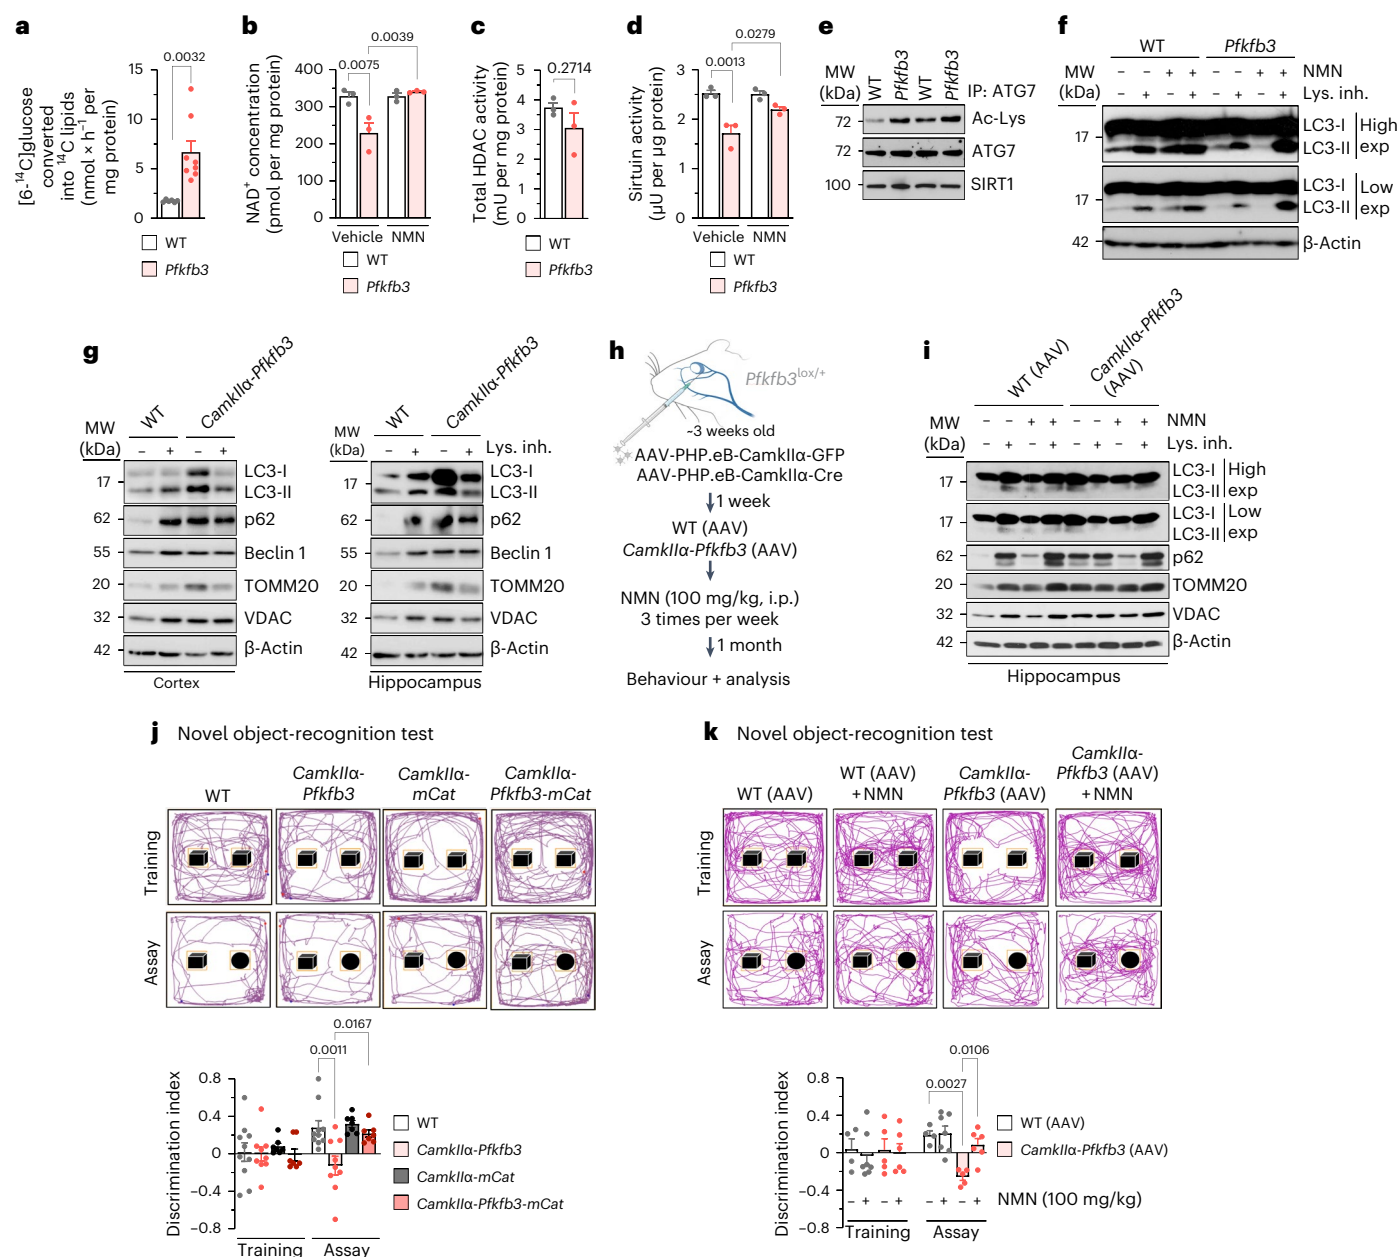 a
0.0032
15
10
5
0
[6-¹⁴C]glucose
converted
into ¹⁴C lipids
(nmol × h⁻¹ per
mg protein)
WT
Pfkfb3
b
0.0039
0.0075
400
300
200
100
0
NAD⁺ concentration
(pmol per mg protein)
Vehicle NMN
WT
Pfkfb3
c
0.2714
5
4
3
2
1
0
Total HDAC activity
(mU per mg protein)
WT
Pfkfb3
d
0.0279
0.0013
3
2
1
0
Sirtuin activity
(µU per µg protein)
Vehicle NMN
WT
Pfkfb3
e
MW
(kDa)
WT
Pfkfb3
WT
Pfkfb3
IP: ATG7
72 Ac-Lys
72 ATG7
100 SIRT1
f
WT Pfkfb3
MW
(kDa)
– – + + – – + + NMN
– + – + – + – + Lys. inh.
17
LC3-I
LC3-II
High
exp
17
LC3-I
LC3-II
Low
exp
42 β-Actin
g
WT
CamkIIα-Pfkfb3
MW
(kDa)
– + – +
17
LC3-I
LC3-II
62 p62
55 Beclin 1
20 TOMM20
32 VDAC
42 β-Actin
Cortex
WT
CamkIIα-Pfkfb3
MW
(kDa)
– + – + Lys. inh.
17
LC3-I
LC3-II
62 p62
55 Beclin 1
20 TOMM20
32 VDAC
42 β-Actin
Hippocampus
h
Pfkfb3lox/+
~3 weeks old
AAV-PHP.eB-CamkIIα-GFP
AAV-PHP.eB-CamkIIα-Cre
1 week
WT (AAV)
CamkIIα-Pfkfb3 (AAV)
NMN (100 mg/kg, i.p.)
3 times per week
1 month
Behaviour + analysis
i
WT (AAV)
CamkIIα-Pfkfb3
(AAV)
MW
(kDa)
– – + + – – + + NMN
– + – + – + – + Lys. inh.
17
LC3-I
LC3-II
High
exp
17
LC3-I
LC3-II
Low
exp
62 p62
20 TOMM20
32 VDAC
42 β-Actin
Hippocampus
j Novel object-recognition test
WT
CamkIIα-
Pfkfb3
CamkIIα-
mCat
CamkIIα-
Pfkfb3-mCat
Training
Assay
0.0167
0.0011
0.8
0.4
0
–0.4
–0.8
Discrimination index
Training Assay
WT
CamkIIα-Pfkfb3
CamkIIα-mCat
CamkIIα-Pfkfb3-mCat
k Novel object-recognition test
WT (AAV)
WT (AAV)
+NMN
CamkIIα-
Pfkfb3 (AAV)
CamkIIα-
Pfkfb3 (AAV)
+NMN
Training
Assay
0.0106
0.0027
0.8
0.4
0
–0.4
–0.8
Discrimination index
– + – + – + – + NMN (100 mg/kg)
Training Assay
WT (AAV)
CamkIIα-Pfkfb3 (AAV)